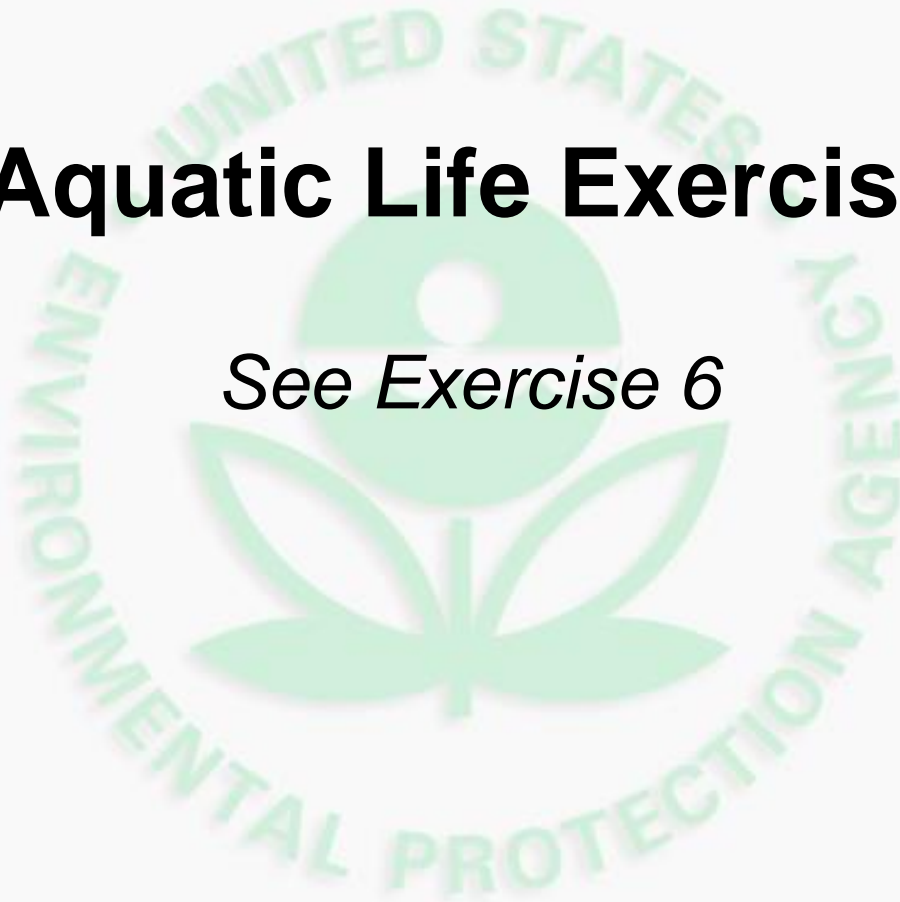 UNITED STATES
Aquatic Life Exercis
See Exercise 6
ENVIRONMENTAL PROTECTION AGENCY